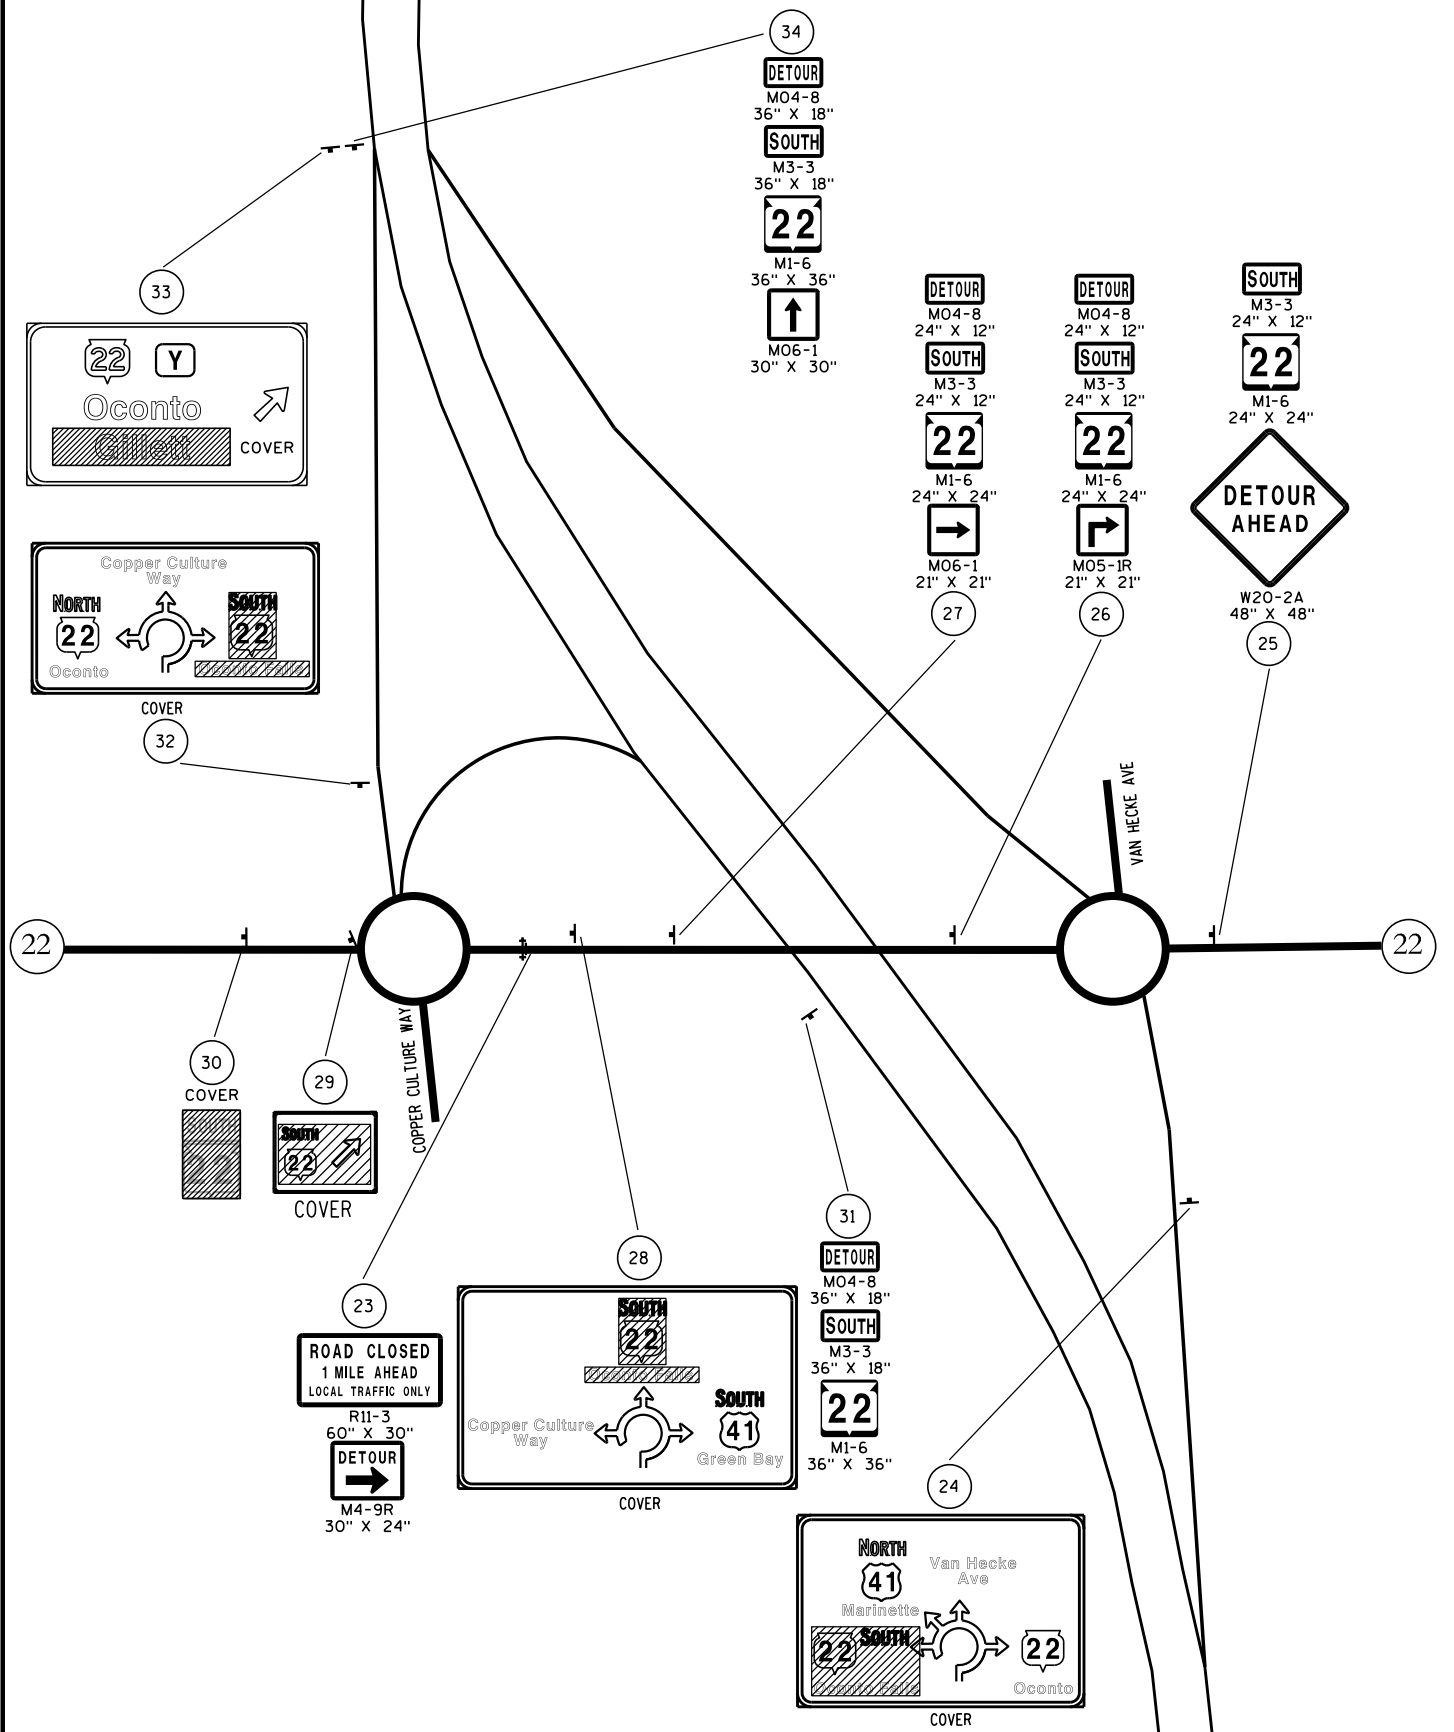 34
DETOUR
M04-8
36" X 18"
SOUTH
M3-3
36" X 18"
22
M1-6
36" X 36"
M06-1
30" X 30"
33
22 Y
Oconto
Gillett
COVER
DETOUR
M04-8
24" X 12"
SOUTH
M3-3
24" X 12"
22
M1-6
24" X 24"
M06-1
21" X 21"
27
DETOUR
M04-8
24" X 12"
SOUTH
M3-3
24" X 12"
22
M1-6
24" X 24"
M05-1R
21" X 21"
26
SOUTH
M3-3
24" X 12"
22
M1-6
24" X 24"
DETOUR
AHEAD
W20-2A
48" X 48"
25
Copper Culture
Way
NORTH
22
Oconto
SOUTH
22
Oconto Falls
COVER
32
VAN HECKE AVE
22
22
COPPER CULTURE WAY
30
COVER
SOUTH
22
29
SOUTH
22
COVER
23
ROAD CLOSED
1 MILE AHEAD
LOCAL TRAFFIC ONLY
R11-3
60" X 30"
DETOUR
M4-9R
30" X 24"
28
SOUTH
22
Oconto Falls
Copper Culture
Way
SOUTH
41
Green Bay
COVER
31
DETOUR
M04-8
36" X 18"
SOUTH
M3-3
36" X 18"
22
M1-6
36" X 36"
24
NORTH
41
Marinette
Van Hecke
Ave
22 SOUTH
Oconto Falls
22
Oconto
COVER